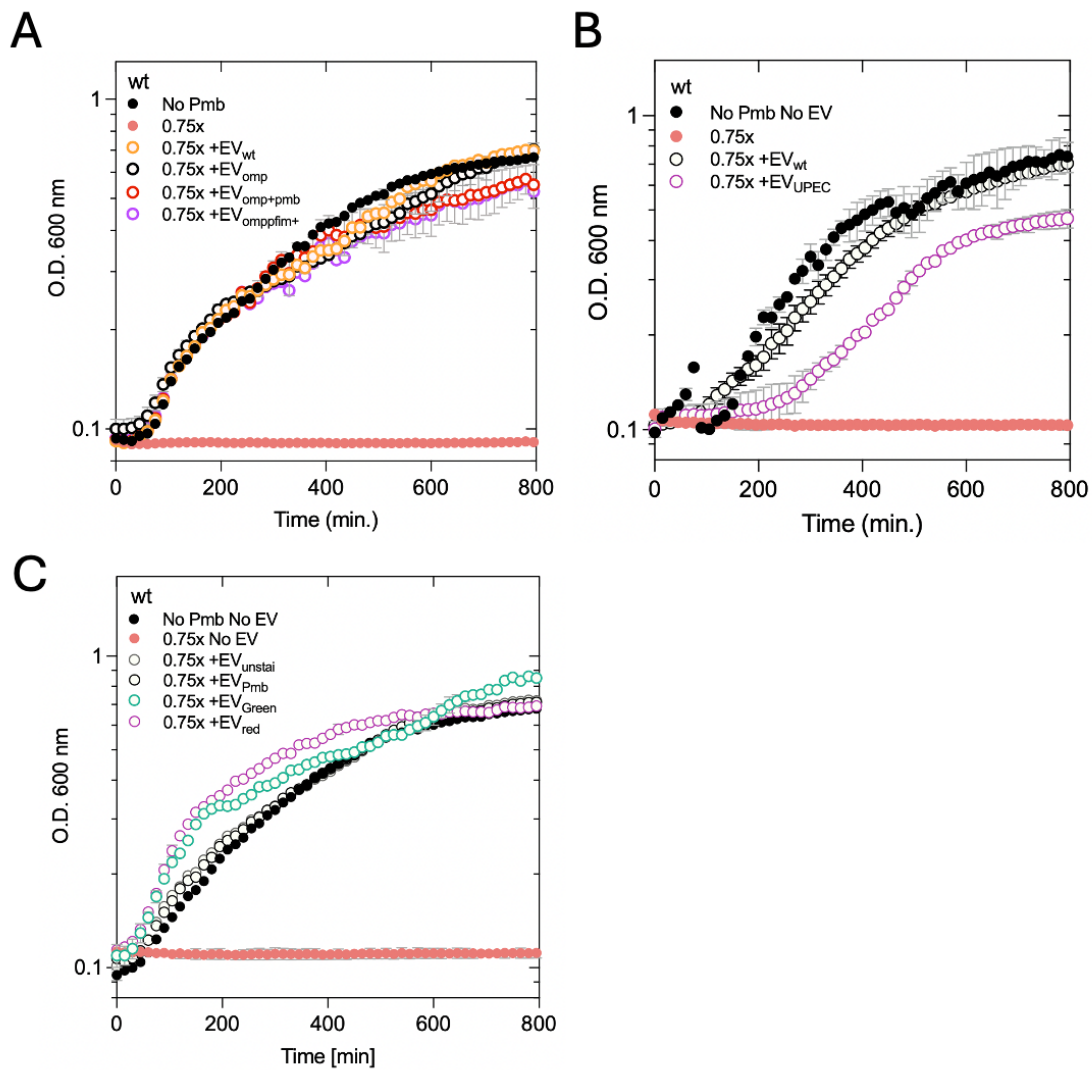 A
wt
No Pmb
0.75x
0.75x +EVwt
0.75x +EVomp
0.75x +EVomp+pmb
0.75x +EVomppfim+
1
0.1
O.D. 600 nm
0 200 400 600 800
Time (min.)
B
wt
No Pmb No EV
0.75x
0.75x +EVwt
0.75x +EVUPEC
1
0.1
O.D. 600 nm
0 200 400 600 800
Time (min.)
C
wt
No Pmb No EV
0.75x No EV
0.75x +EVunstai
0.75x +EVPmb
0.75x +EVGreen
0.75x +EVred
1
0.1
O.D. 600 nm
0 200 400 600 800
Time [min]